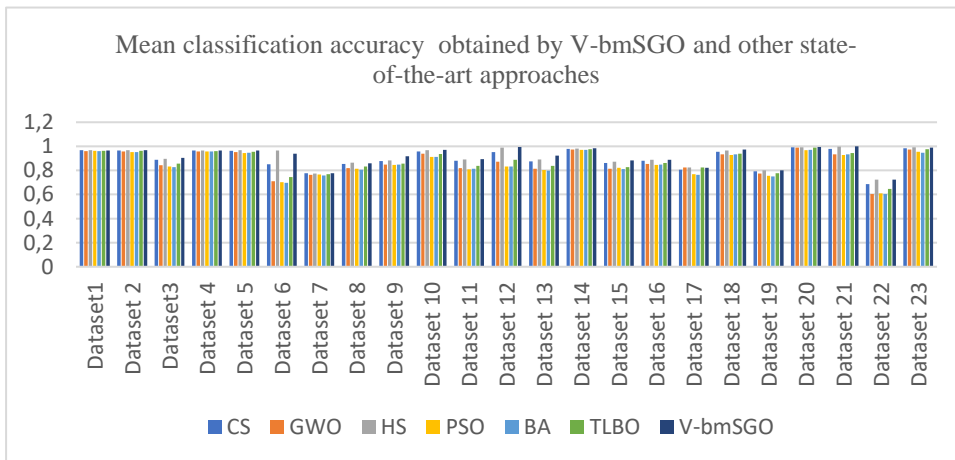 Mean classification accuracy obtained by V-bmSGO and other state-
of-the-art approaches
1,2
1
0,8
0,6
0,4
0,2
0
Dataset1
Dataset 2
Dataset3
Dataset 4
Dataset 5
Dataset 6
Dataset 7
Dataset 8
Dataset 9
Dataset 10
Dataset 11
Dataset 12
Dataset 13
Dataset 14
Dataset 15
Dataset 16
Dataset 17
Dataset 18
Dataset 19
Dataset 20
Dataset 21
Dataset 22
Dataset 23
CS GWO HS PSO BA TLBO V-bmSGO